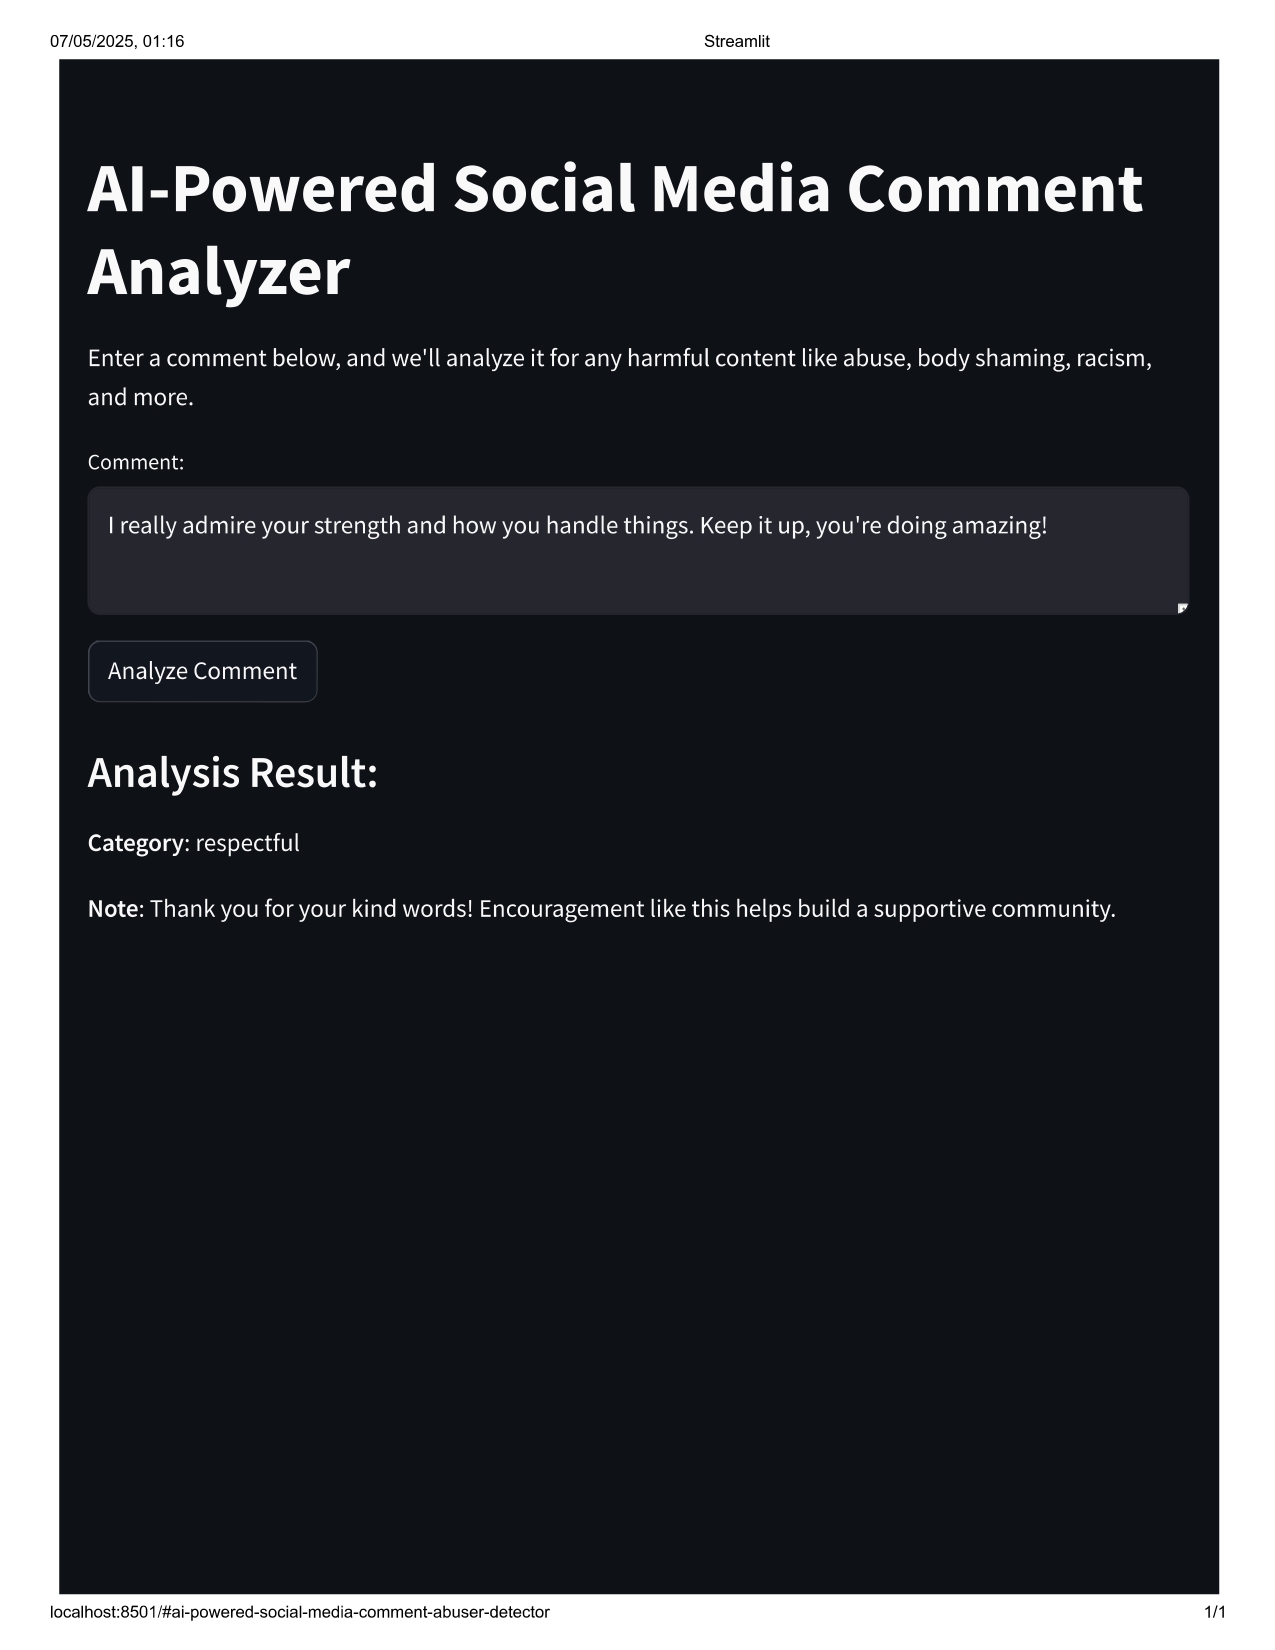 07/05/2025, 01:16 Streamlit
AI-Powered Social Media Comment
Analyzer
Enter a comment below, and we'll analyze it for any harmful content like abuse, body shaming, racism,
and more.
Comment:
I really admire your strength and how you handle things. Keep it up, you're doing amazing!
Analyze Comment
Analysis Result:
Category: respectful
Note: Thank you for your kind words! Encouragement like this helps build a supportive community.
localhost:8501/#ai-powered-social-media-comment-abuser-detector 1/1